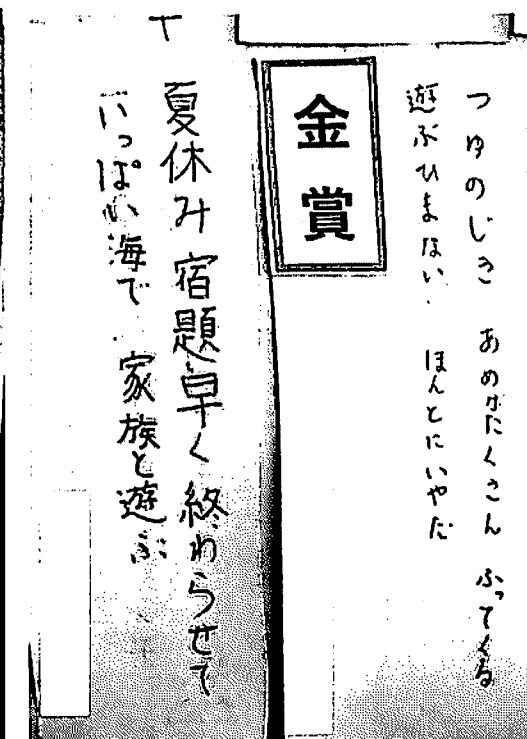 つゆのじき あめがたくさん ふってくる
遊ぶひまない。 ほんとにいやだ
金賞
夏休み 宿題早く 終わらせて
いっぱい海で 家族と遊ぶ